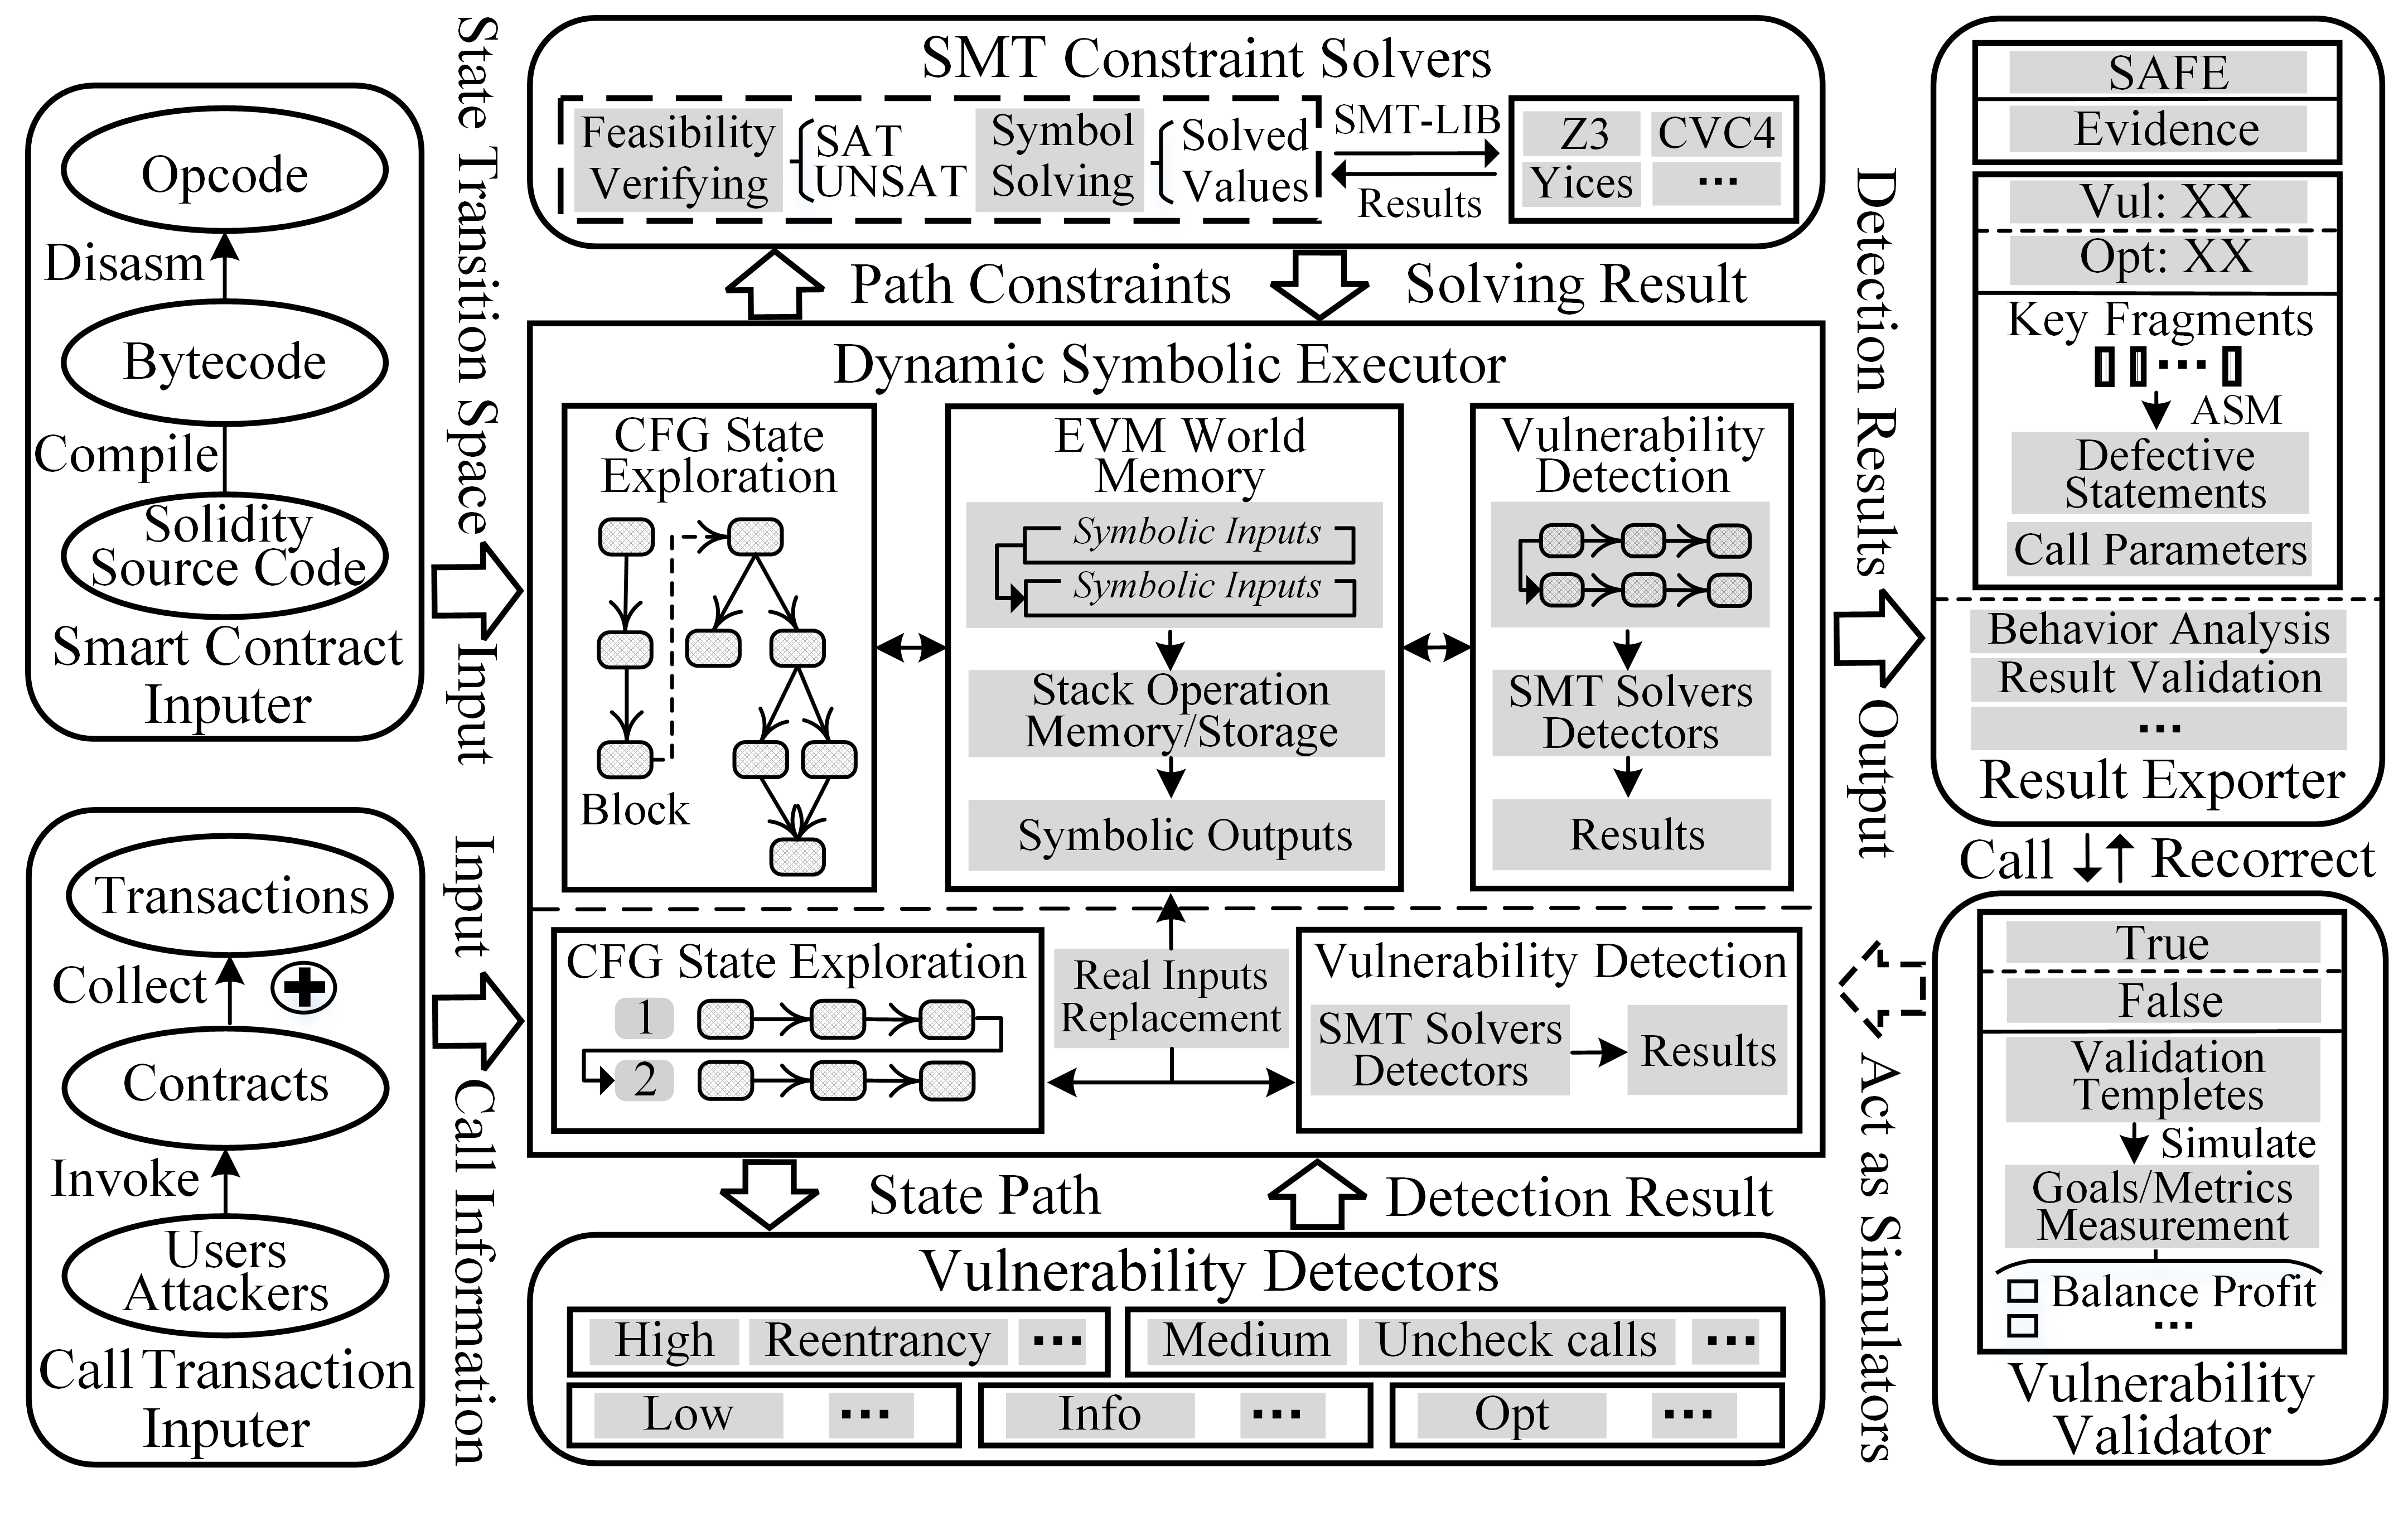 Opcode
Disasm
Bytecode
Compile
Solidity
Source Code
Smart Contract
Inputer
Transactions
Collect
Contracts
Invoke
Users
Attackers
Call Transaction
Inputer
State Transition Space
Input
Input
Call Information
SMT Constraint Solvers
Feasibility
Verifying
SAT
UNSAT
Symbol
Solving
Solved
Values
SMT-LIB
Results
Z3
CVC4
Yices
...
Path Constraints
Solving Result
Dynamic Symbolic Executor
CFG State
Exploration
Block
EVM World
Memory
Symbolic Inputs
Symbolic Inputs
Stack Operation
Memory/Storage
Symbolic Outputs
Vulnerability
Detection
SMT Solvers
Detectors
Results
CFG State Exploration
1
2
Real Inputs
Replacement
Vulnerability Detection
SMT Solvers
Detectors
Results
State Path
Detection Result
Vulnerability Detectors
High
Reentrancy
...
Medium
Uncheck calls
...
Low
...
Info
...
Opt
...
Detection Results
Output
Act as Simulators
SAFE
Evidence
Vul: XX
Opt: XX
Key Fragments
...
ASM
Defective
Statements
Call Parameters
Behavior Analysis
Result Validation
...
Result Exporter
Call
Recorrect
True
False
Validation
Templetes
Simulate
Goals/Metrics
Measurement
Balance Profit
...
Vulnerability
Validator